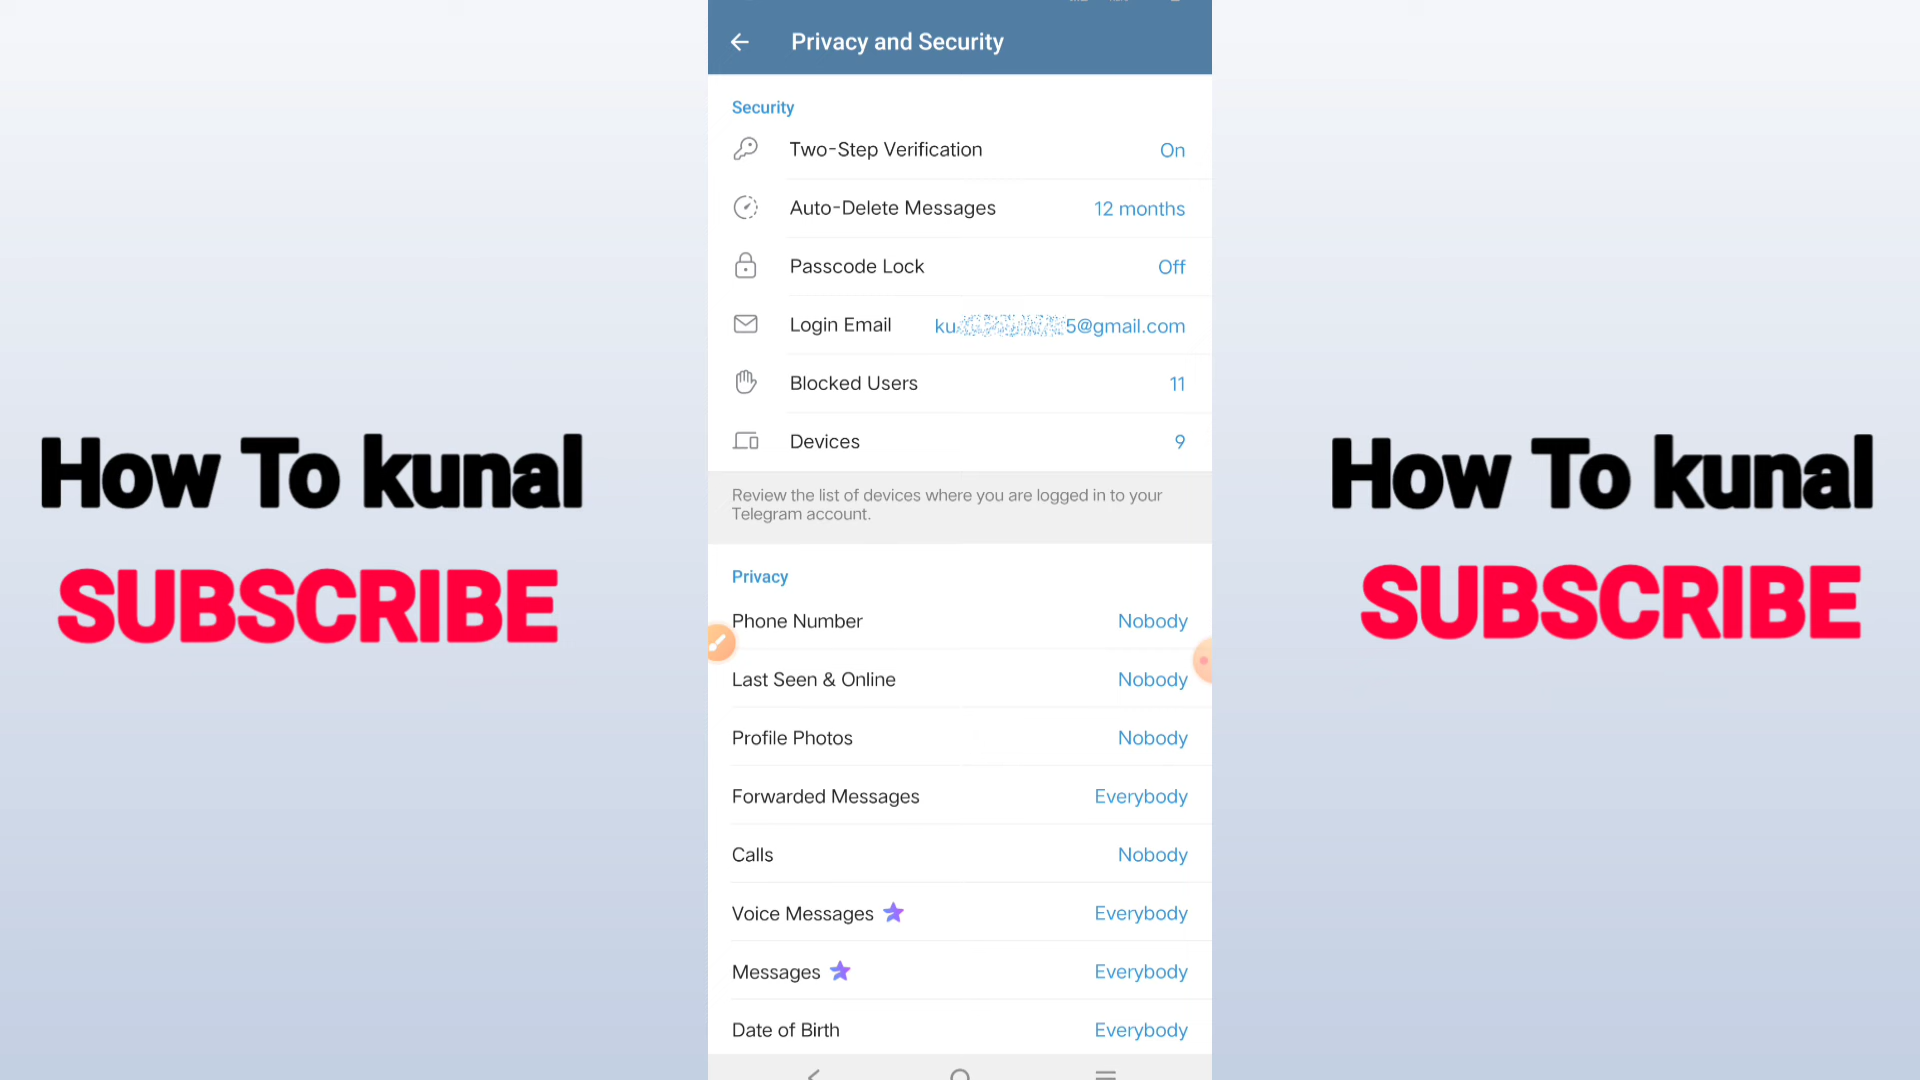 Privacy and Security
Security
Two-Step Verification On
Auto-Delete Messages 12 months
Passcode Lock Off
Login Email ku 5@gmail.com
Blocked Users 11
Devices 9
Review the list of devices where you are logged in to your
Telegram account.
Privacy
Phone Number Nobody
Last Seen & Online Nobody
Profile Photos Nobody
Forwarded Messages Everybody
Calls Nobody
Voice Messages Everybody
Messages Everybody
Date of Birth Everybody
How To kunal
SUBSCRIBE
How To kunal
SUBSCRIBE